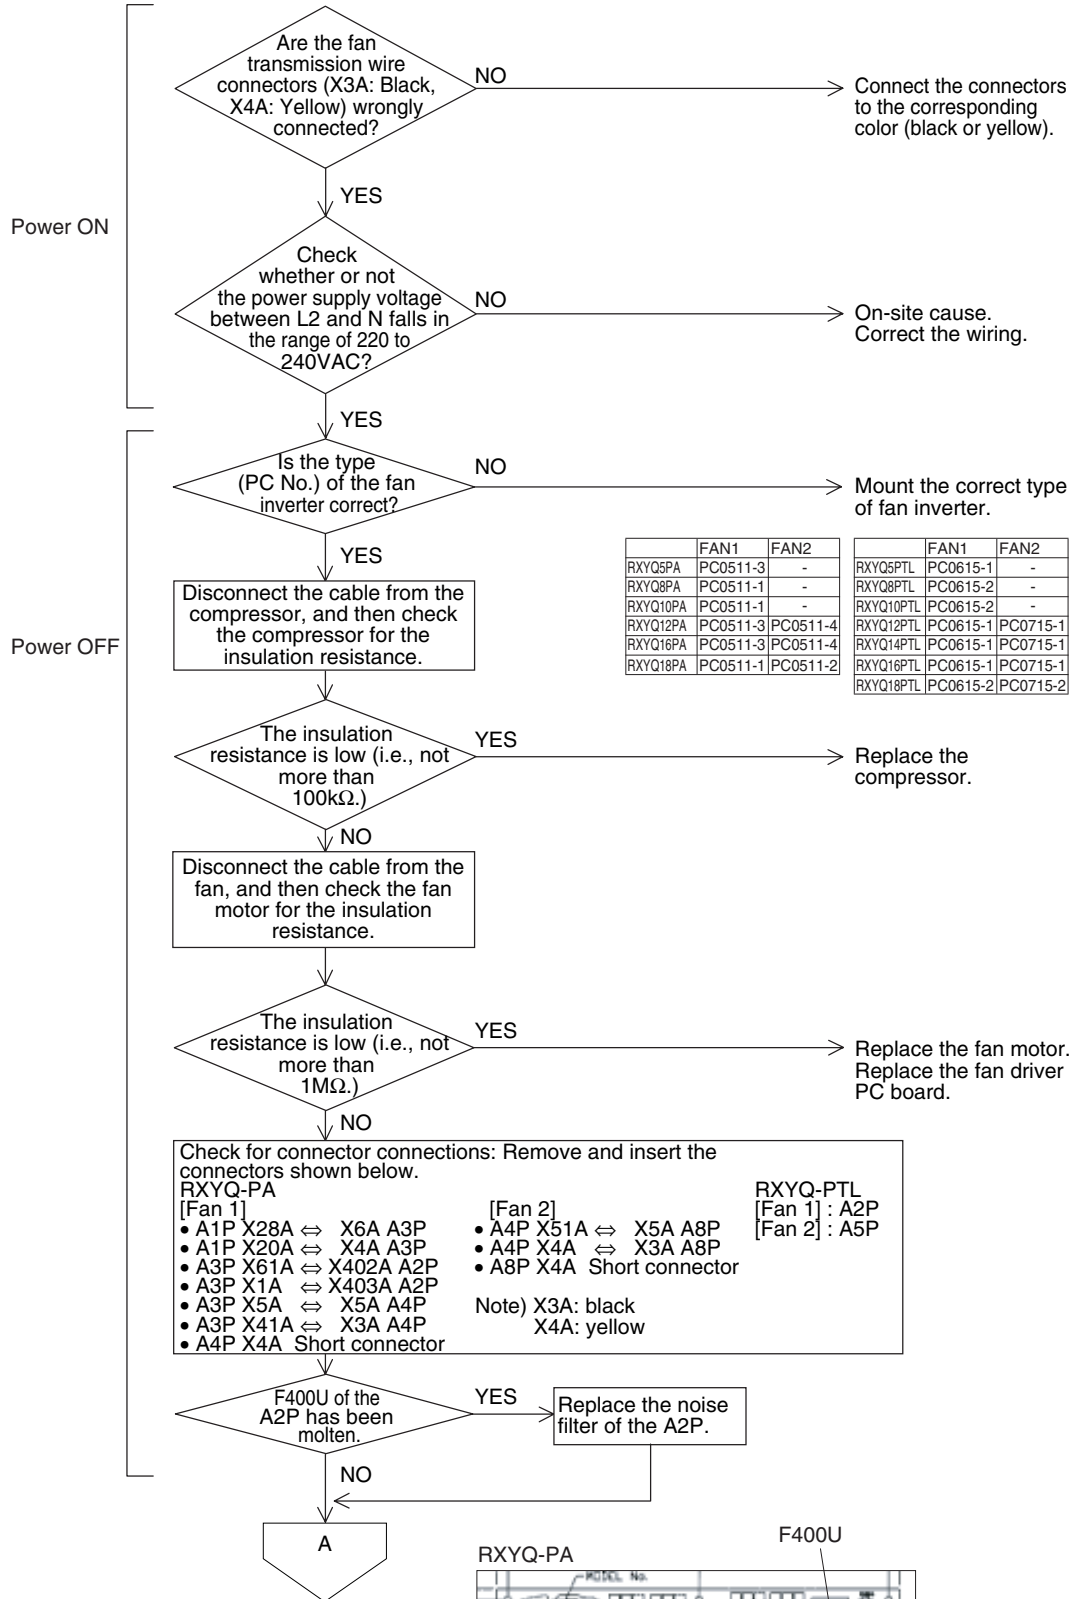 Are the fan
transmission wire
connectors (X3A: Black,
X4A: Yellow) wrongly
connected?
NO
Connect the connectors
to the corresponding
color (black or yellow).
YES
Power ON
Check
whether or not
the power supply voltage
between L2 and N falls in
the range of 220 to
240VAC?
NO
On-site cause.
Correct the wiring.
YES
Is the type
(PC No.) of the fan
inverter correct?
NO
Mount the correct type
of fan inverter.
YES
FAN1 FAN2
RXYQ5PA PC0511-3 -
RXYQ8PA PC0511-1 -
RXYQ10PA PC0511-1 -
RXYQ12PA PC0511-3 PC0511-4
RXYQ16PA PC0511-3 PC0511-4
RXYQ18PA PC0511-1 PC0511-2
FAN1 FAN2
RXYQ5PTL PC0615-1 -
RXYQ8PTL PC0615-2 -
RXYQ10PTL PC0615-2 -
RXYQ12PTL PC0615-1 PC0715-1
RXYQ14PTL PC0615-1 PC0715-1
RXYQ16PTL PC0615-1 PC0715-1
RXYQ18PTL PC0615-2 PC0715-2
Disconnect the cable from the
compressor, and then check
the compressor for the
insulation resistance.
Power OFF
The insulation
resistance is low (i.e., not
more than
100kΩ.)
YES
Replace the
compressor.
NO
Disconnect the cable from the
fan, and then check the fan
motor for the insulation
resistance.
The insulation
resistance is low (i.e., not
more than
1MΩ.)
YES
Replace the fan motor.
Replace the fan driver
PC board.
NO
Check for connector connections: Remove and insert the
connectors shown below.
RXYQ-PA
[Fan 1]
• A1P X28A ⇔ X6A A3P
• A1P X20A ⇔ X4A A3P
• A3P X61A ⇔ X402A A2P
• A3P X1A ⇔ X403A A2P
• A3P X5A ⇔ X5A A4P
• A3P X41A ⇔ X3A A4P
• A4P X4A Short connector
[Fan 2]
• A4P X51A ⇔ X5A A8P
• A4P X4A ⇔ X3A A8P
• A8P X4A Short connector
Note) X3A: black
X4A: yellow
RXYQ-PTL
[Fan 1] : A2P
[Fan 2] : A5P
F400U of the
A2P has been
molten.
YES
Replace the noise
filter of the A2P.
NO
A
RXYQ-PA
F400U
MODEL No.